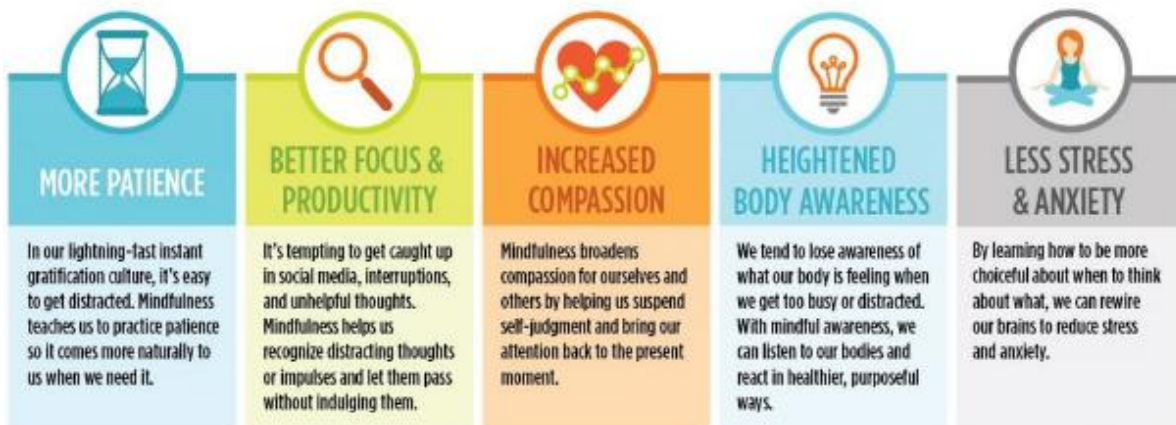 MORE PATIENCE
In our lightning-fast instant
gratification culture, it's easy
to get distracted. Mindfulness
teaches us to practice patience
so it comes more naturally to
us when we need it.
BETTER FOCUS &
PRODUCTIVITY
It's tempting to get caught up
in social media, interruptions,
and unhelpful thoughts.
Mindfulness helps us
recognize distracting thoughts
or impulses and let them pass
without indulging them.
INCREASED
COMPASSION
Mindfulness broadens
compassion for ourselves and
others by helping us suspend
self-judgment and bring our
attention back to the present
moment.
HEIGHTENED
BODY AWARENESS
We tend to lose awareness of
what our body is feeling when
we get too busy or distracted.
With mindful awareness, we
can listen to our bodies and
react in healthier, purposeful
ways.
LESS STRESS
& ANXIETY
By learning how to be more
choiceful about when to think
about what, we can rewire
our brains to reduce stress
and anxiety.